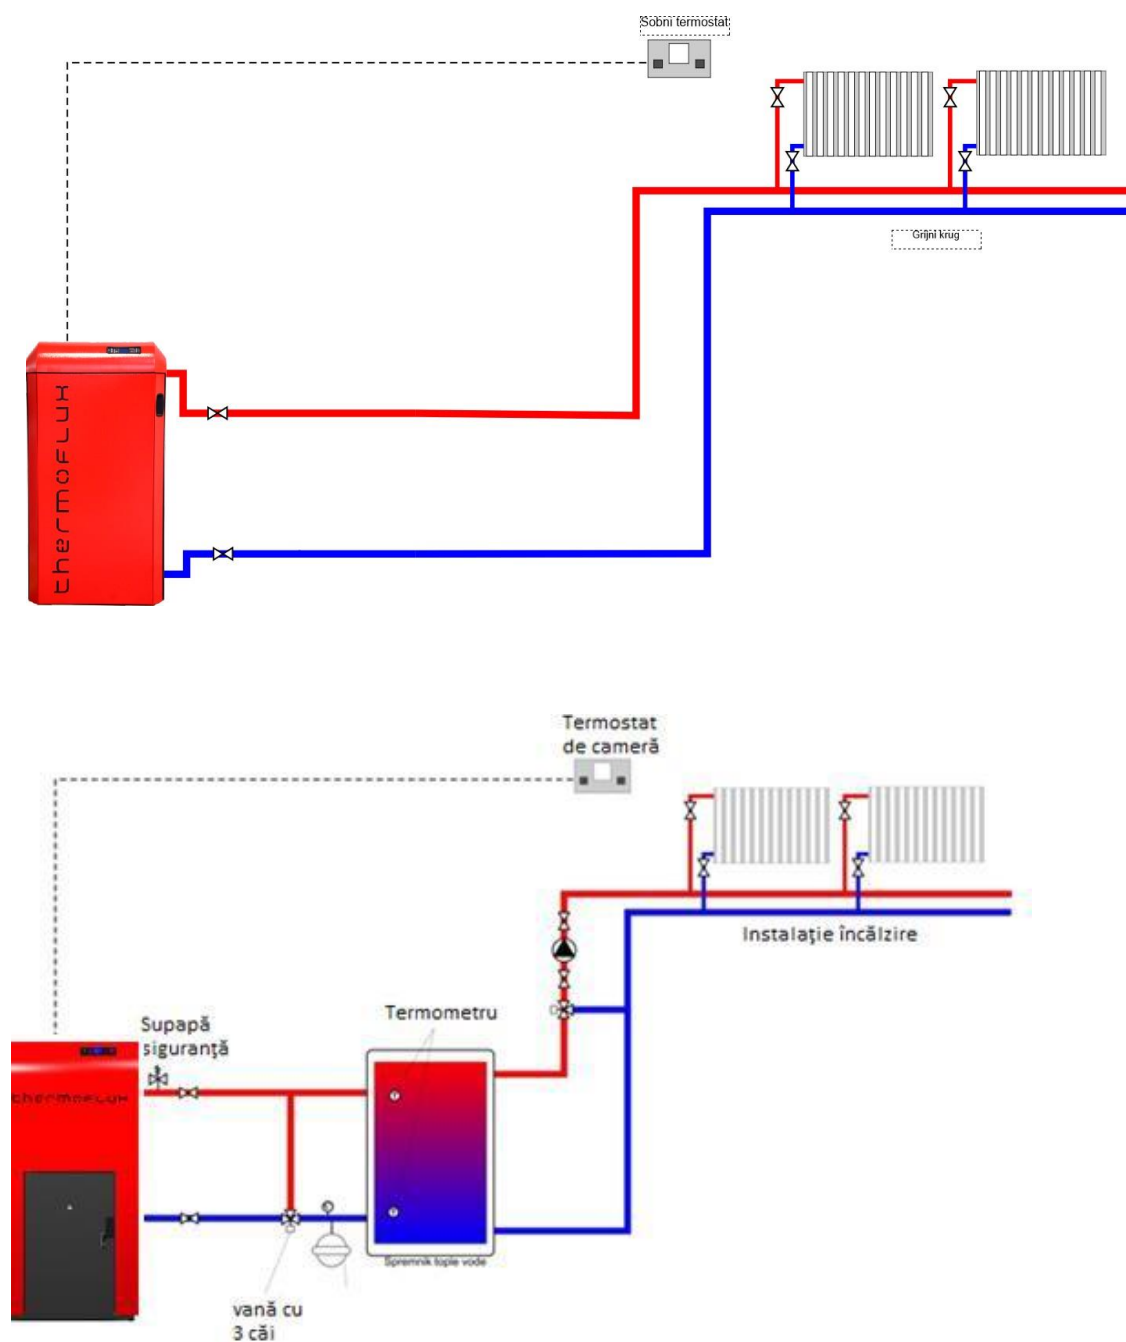 Sobni termostat
Grijni krug
thermoFLUX
Termostat
de cameră
Instalaţie încălzire
Termometru
Supapă
siguranţă
thermoFLUX
Spremnik tople vode
vană cu
3 căi